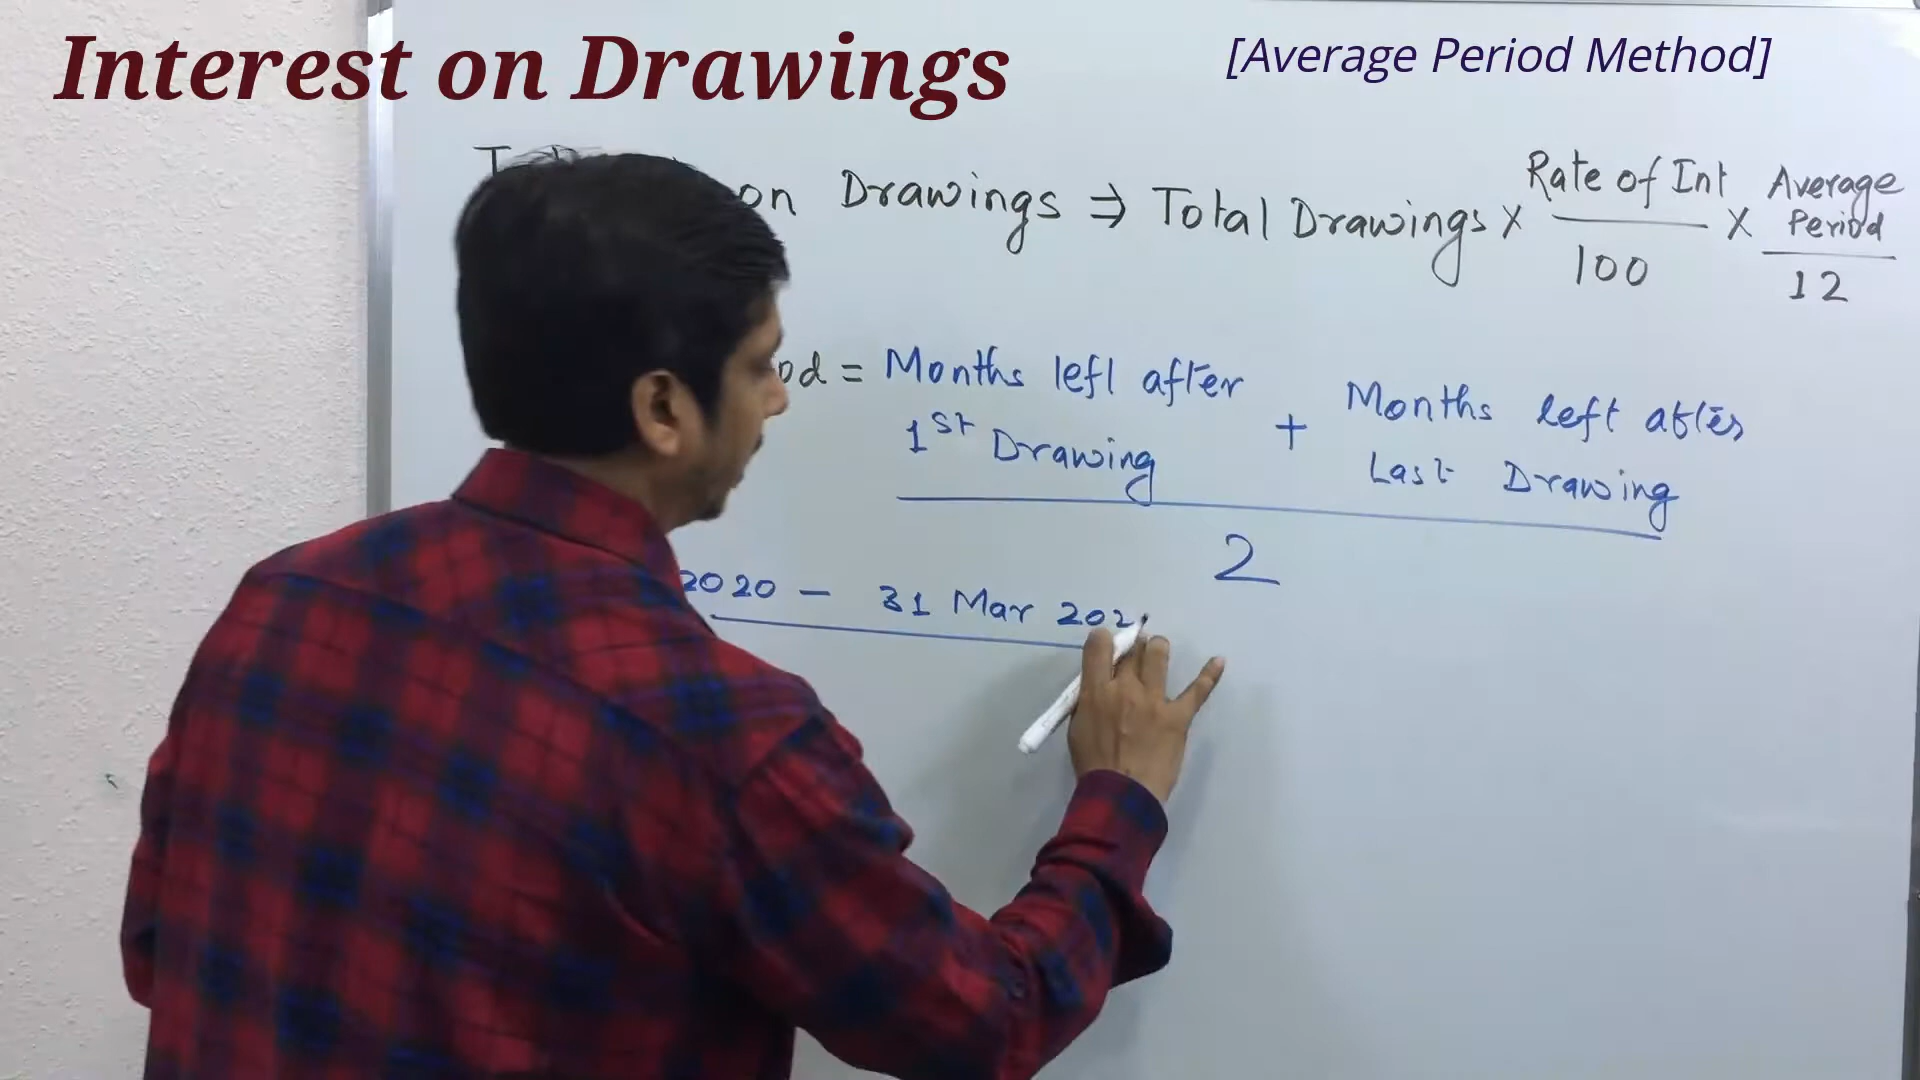 Interest on Drawings
[Average Period Method]
on Drawings ⇒ Total Drawings × Rate of Int / 100 × Average Period / 12
od = Months left after 1st Drawing + Months left after Last Drawing
2
2020 – 31 Mar 202